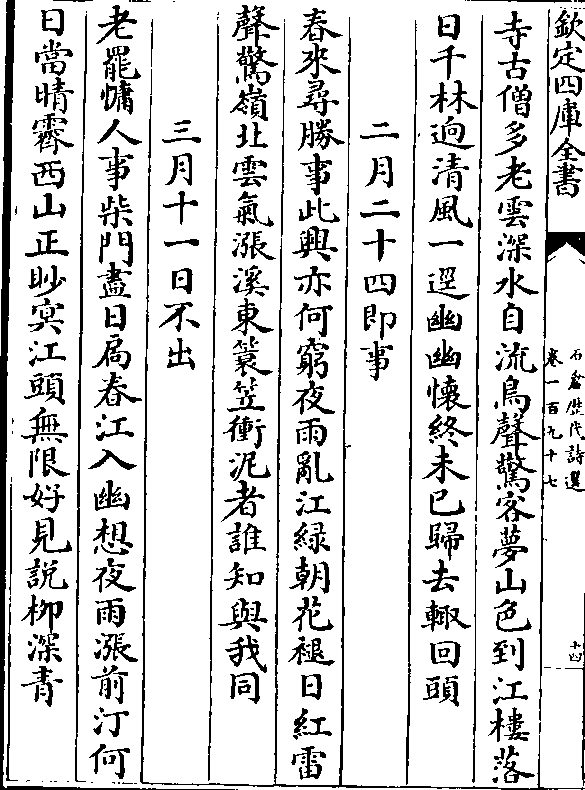 欽定四庫全書
石倉歷代詩選
卷一百九十七
十四
寺古僧多老雲深水自流鳥聲驚客夢山色到江樓落
日千林逈清風一逕幽幽懷終未已歸去輙回頭
二月二十四即事
春來尋勝事此興亦何窮夜雨亂江緑朝花褪日紅雷
聲驚嶺北雲氣漲溪東簑笠衝泥者誰知與我同
三月十一日不出
老罷慵人事柴門盡日扄春江入幽想夜雨漲前汀何
日當晴霽西山正眇冥江頭無限好見說柳深青